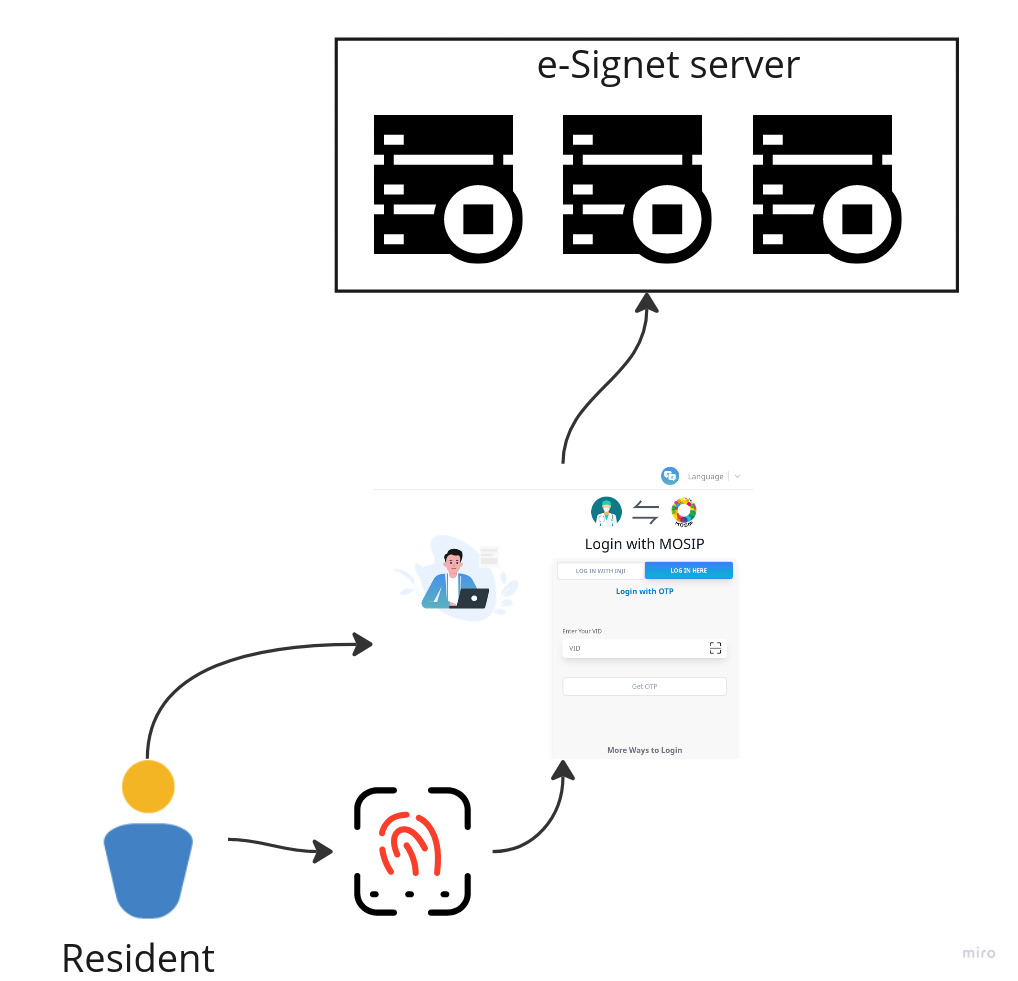 e-Signet server
Language
MOSIP
Login with MOSIP
LOG IN WITH INJI
LOG IN HERE
Login with OTP
Enter Your VID
VID
Get OTP
More Ways to Login
Resident
miro